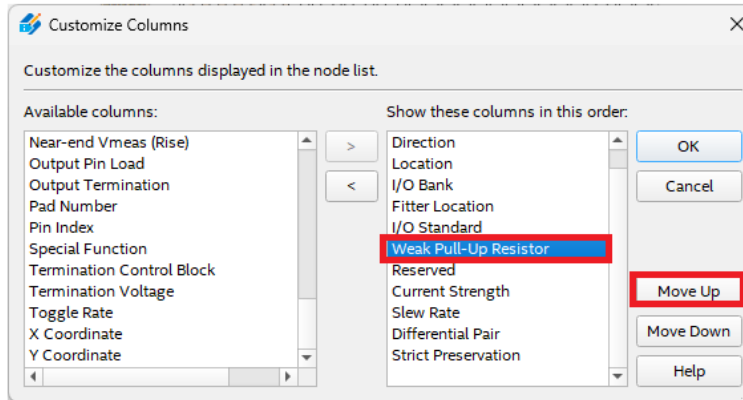 Customize Columns
Customize the columns displayed in the node list.
Available columns:
Near-end Vmeas (Rise)
Output Pin Load
Output Termination
Pad Number
Pin Index
Special Function
Termination Control Block
Termination Voltage
Toggle Rate
X Coordinate
Y Coordinate
>
<
Show these columns in this order:
Direction
Location
I/O Bank
Fitter Location
I/O Standard
Weak Pull-Up Resistor
Reserved
Current Strength
Slew Rate
Differential Pair
Strict Preservation
OK
Cancel
Move Up
Move Down
Help